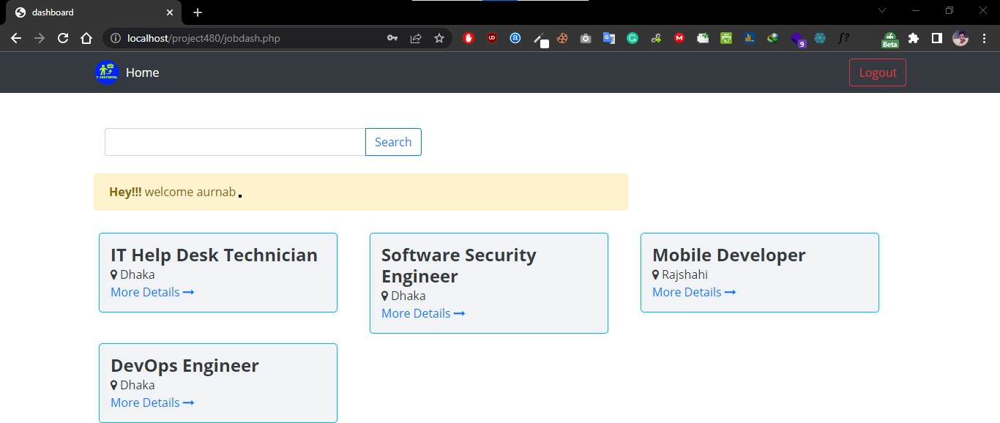 dashboard
localhost/project480/jobdash.php
9
Beta
Home
Logout
Search
Hey!!! welcome aurnab
IT Help Desk Technician
Dhaka
More Details
Software Security
Engineer
Dhaka
More Details
Mobile Developer
Rajshahi
More Details
DevOps Engineer
Dhaka
More Details